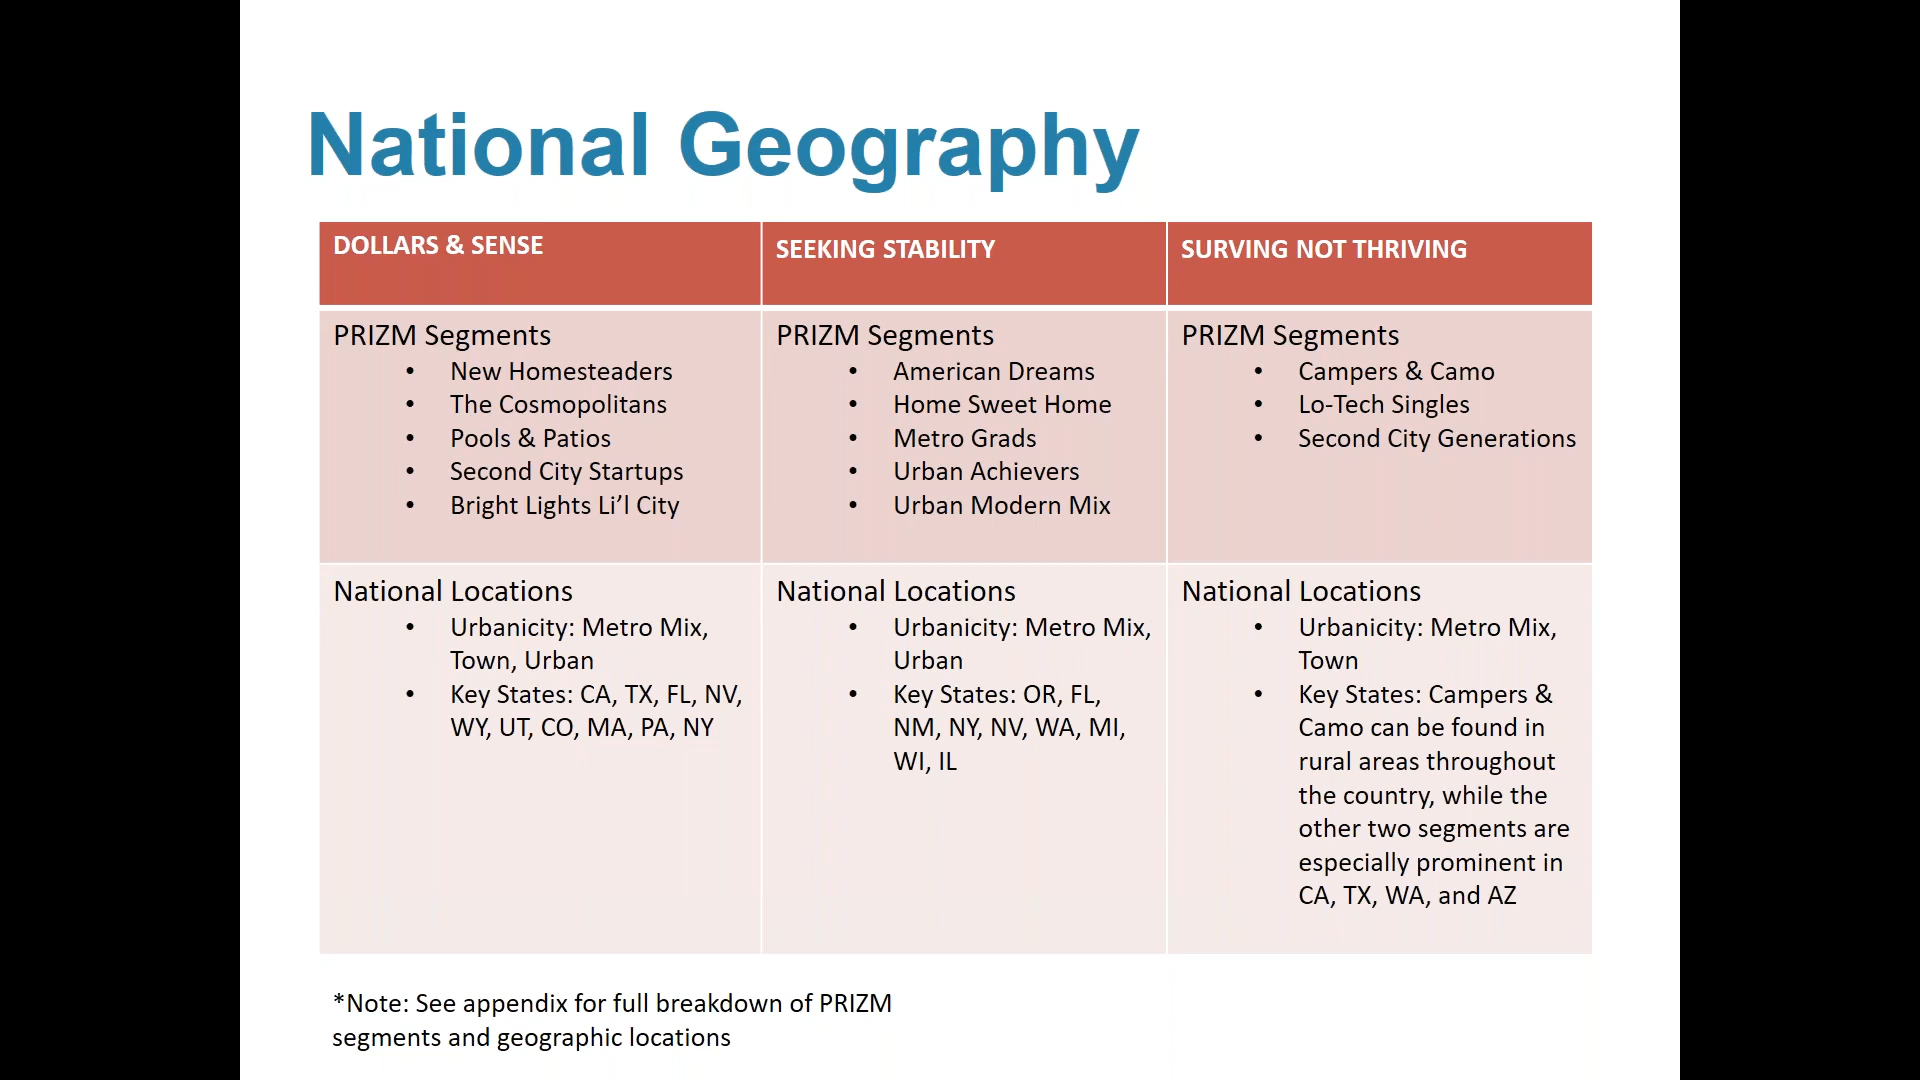 National Geography
DOLLARS & SENSE
SEEKING STABILITY
SURVING NOT THRIVING
PRIZM Segments
• New Homesteaders
• The Cosmopolitans
• Pools & Patios
• Second City Startups
• Bright Lights Li’l City
PRIZM Segments
• American Dreams
• Home Sweet Home
• Metro Grads
• Urban Achievers
• Urban Modern Mix
PRIZM Segments
• Campers & Camo
• Lo-Tech Singles
• Second City Generations
National Locations
• Urbanicity: Metro Mix,
Town, Urban
• Key States: CA, TX, FL, NV,
WY, UT, CO, MA, PA, NY
National Locations
• Urbanicity: Metro Mix,
Urban
• Key States: OR, FL,
NM, NY, NV, WA, MI,
WI, IL
National Locations
• Urbanicity: Metro Mix,
Town
• Key States: Campers &
Camo can be found in
rural areas throughout
the country, while the
other two segments are
especially prominent in
CA, TX, WA, and AZ
*Note: See appendix for full breakdown of PRIZM
segments and geographic locations